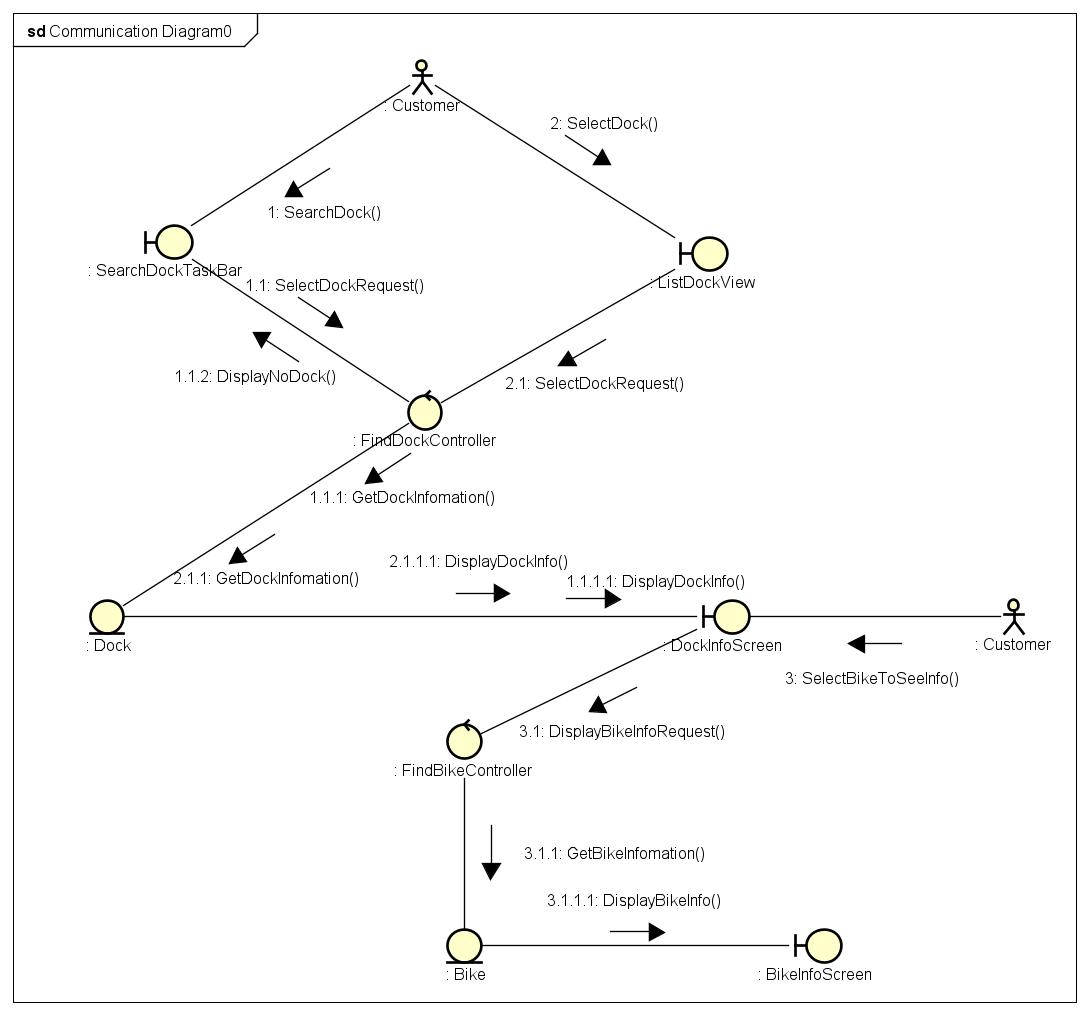 sd Communication Diagram0
: Customer
2: SelectDock()
1: SearchDock()
: SearchDockTaskBar
1.1: SelectDockRequest()
: ListDockView
1.1.2: DisplayNoDock()
2.1: SelectDockRequest()
: FindDockController
1.1.1: GetDockInfomation()
2.1.1.1: DisplayDockInfo()
2.1.1: GetDockInfomation()
1.1.1.1: DisplayDockInfo()
: Dock
: DockInfoScreen
: Customer
3: SelectBikeToSeeInfo()
3.1: DisplayBikeInfoRequest()
: FindBikeController
3.1.1: GetBikeInfomation()
3.1.1.1: DisplayBikeInfo()
: Bike
: BikeInfoScreen